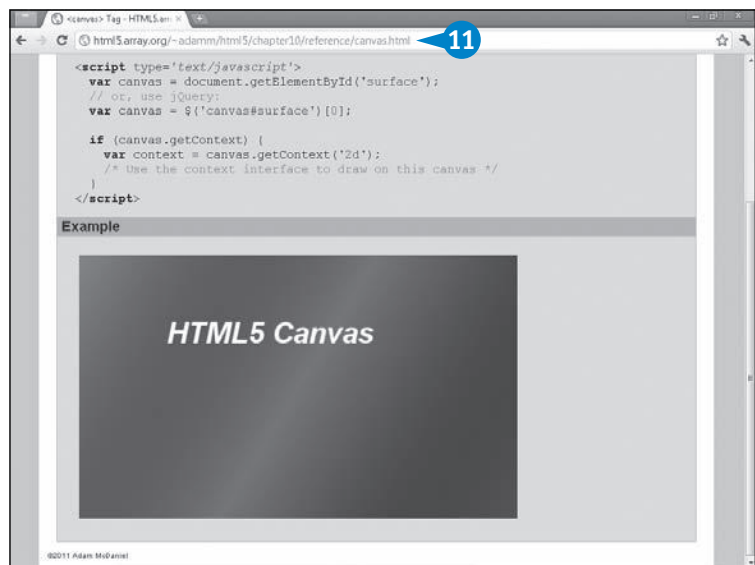 <canvas> Tag - HTML5.arr
html5.array.org/~adamm/html5/chapter10/reference/canvas.html
11
<script type='text/javascript'>
var canvas = document.getElementById('surface');
// or, use jQuery:
var canvas = $('canvas#surface')[0];
if (canvas.getContext) {
var context = canvas.getContext('2d');
/* Use the context interface to draw on this canvas */
}
</script>
Example
HTML5 Canvas
©2011 Adam McDaniel